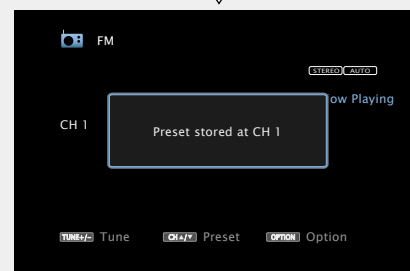 FM
STEREO AUTO
ow Playing
CH 1
Preset stored at CH 1
TUNE+/- Tune CH▲/▼ Preset OPTION Option